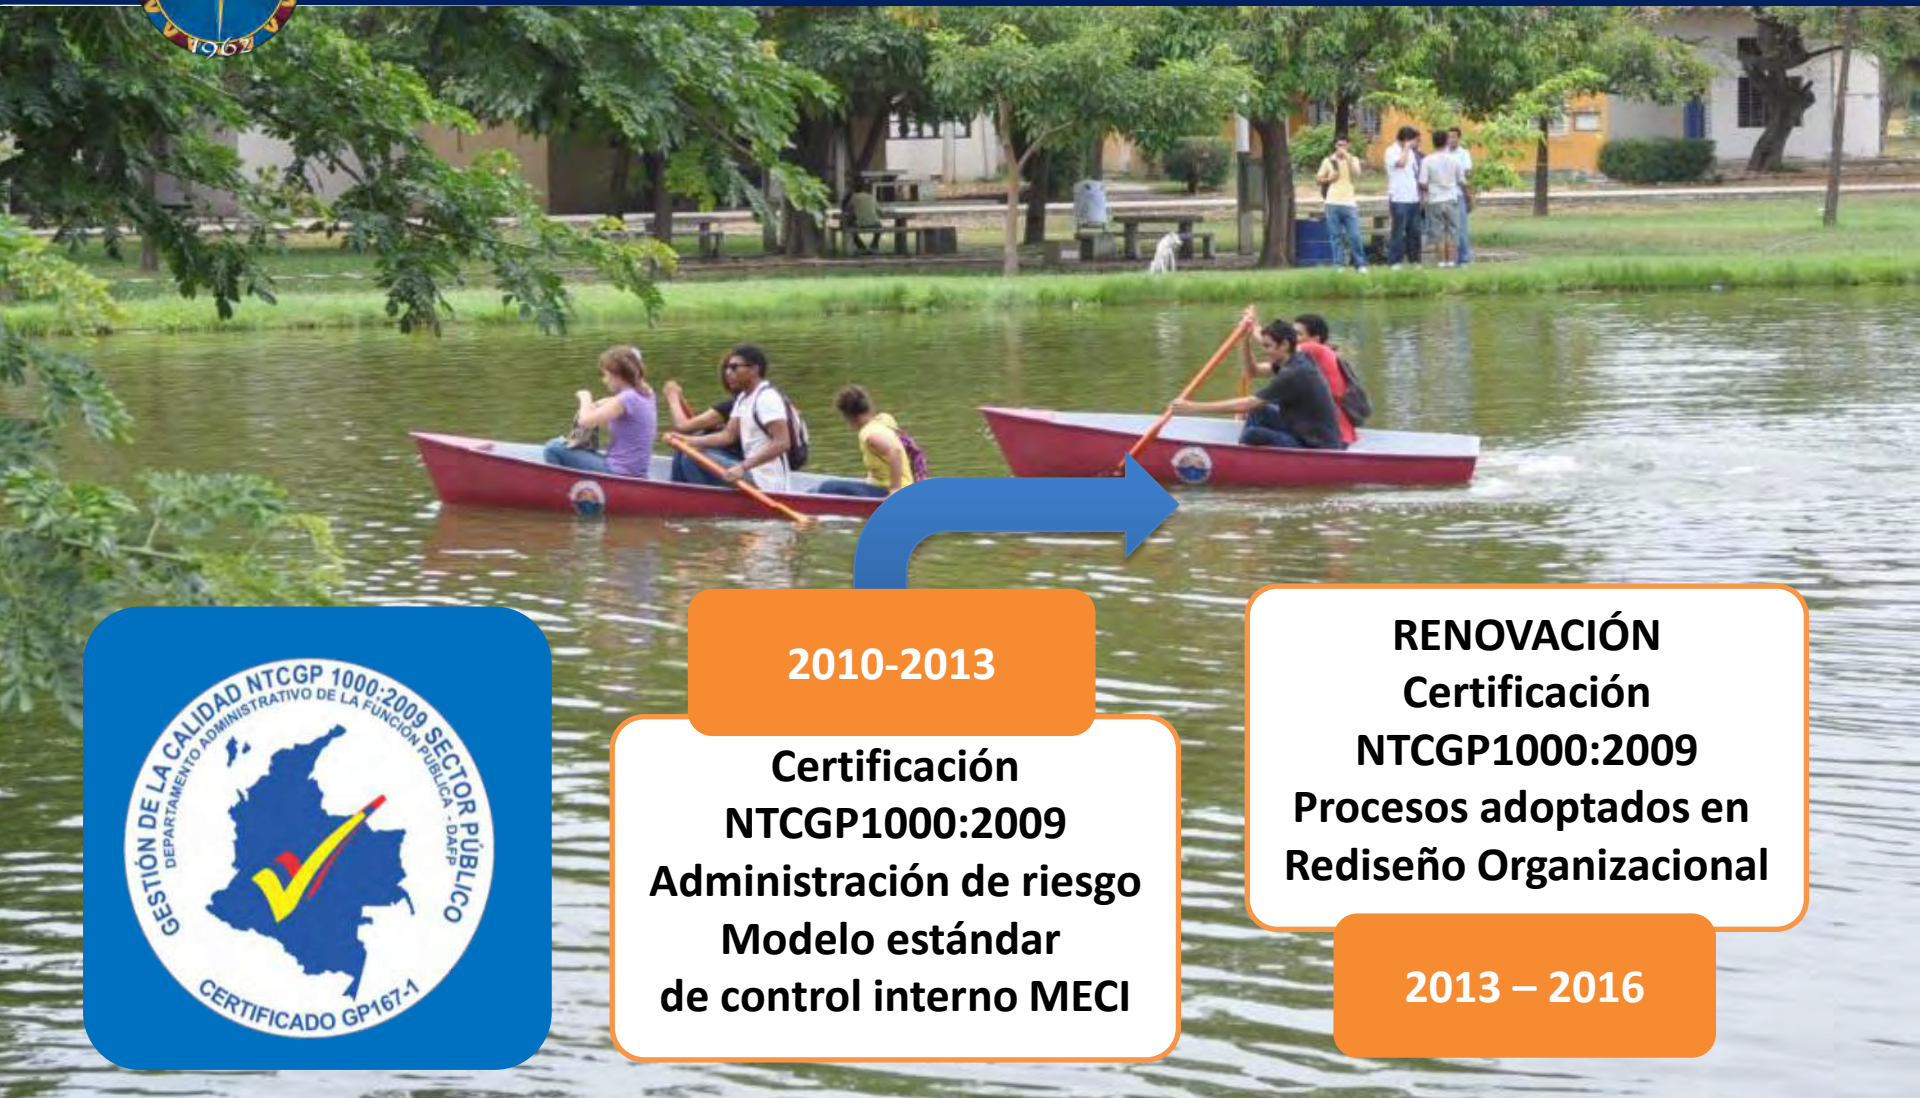 1962
GESTIÓN DE LA CALIDAD NTCGP 1000:2009 SECTOR PÚBLICO
DEPARTAMENTO ADMINISTRATIVO DE LA FUNCIÓN PÚBLICA - DAFP
CERTIFICADO GP167-1
2010-2013
Certificación
NTCGP1000:2009
Administración de riesgo
Modelo estándar
de control interno MECI
RENOVACIÓN
Certificación
NTCGP1000:2009
Procesos adoptados en
Rediseño Organizacional
2013 – 2016